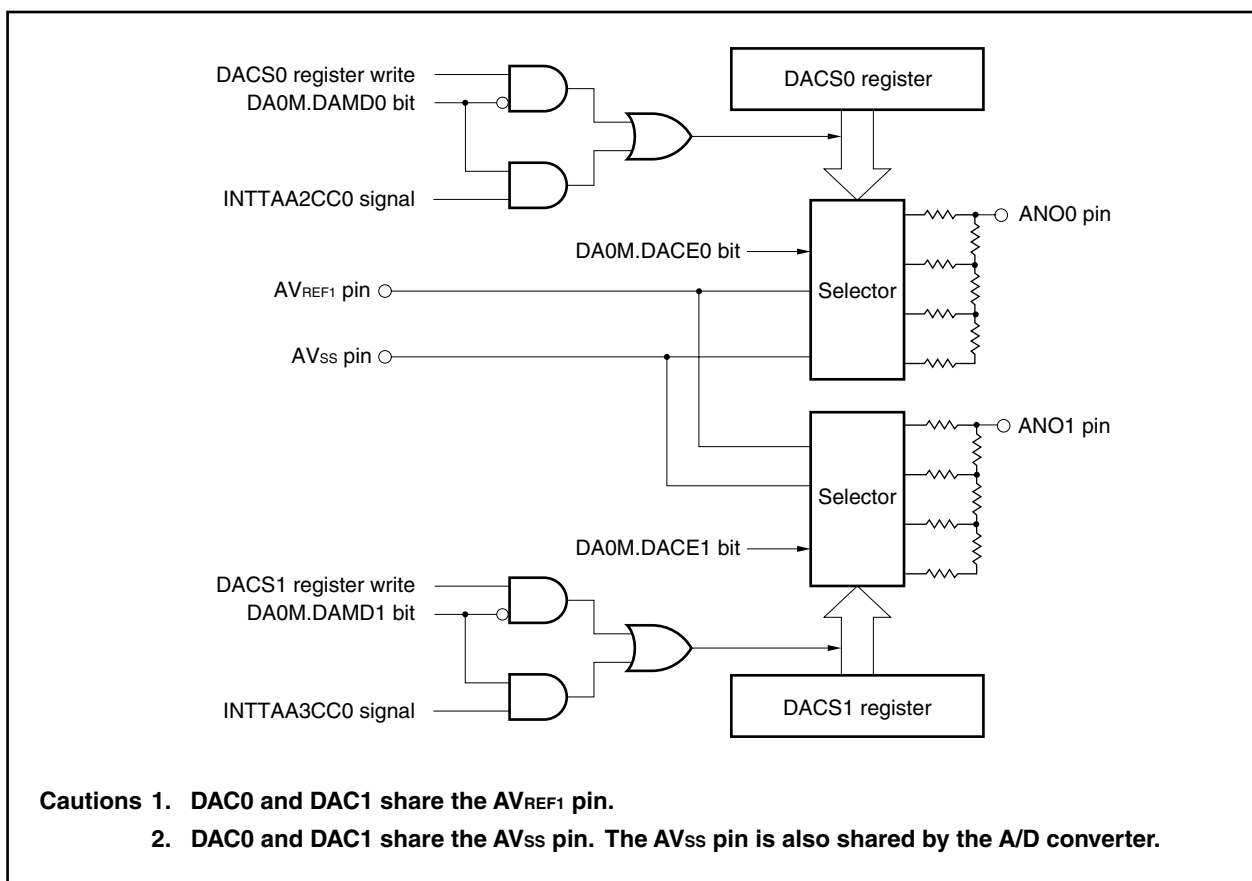 DACS0 register write
DA0M.DAMD0 bit
DACS0 register
INTTAA2CC0 signal
ANO0 pin
DA0M.DACE0 bit
AVREF1 pin
Selector
AVSS pin
ANO1 pin
Selector
DA0M.DACE1 bit
DACS1 register write
DA0M.DAMD1 bit
INTTAA3CC0 signal
DACS1 register
Cautions 1. DAC0 and DAC1 share the AVREF1 pin.
2. DAC0 and DAC1 share the AVSS pin. The AVSS pin is also shared by the A/D converter.